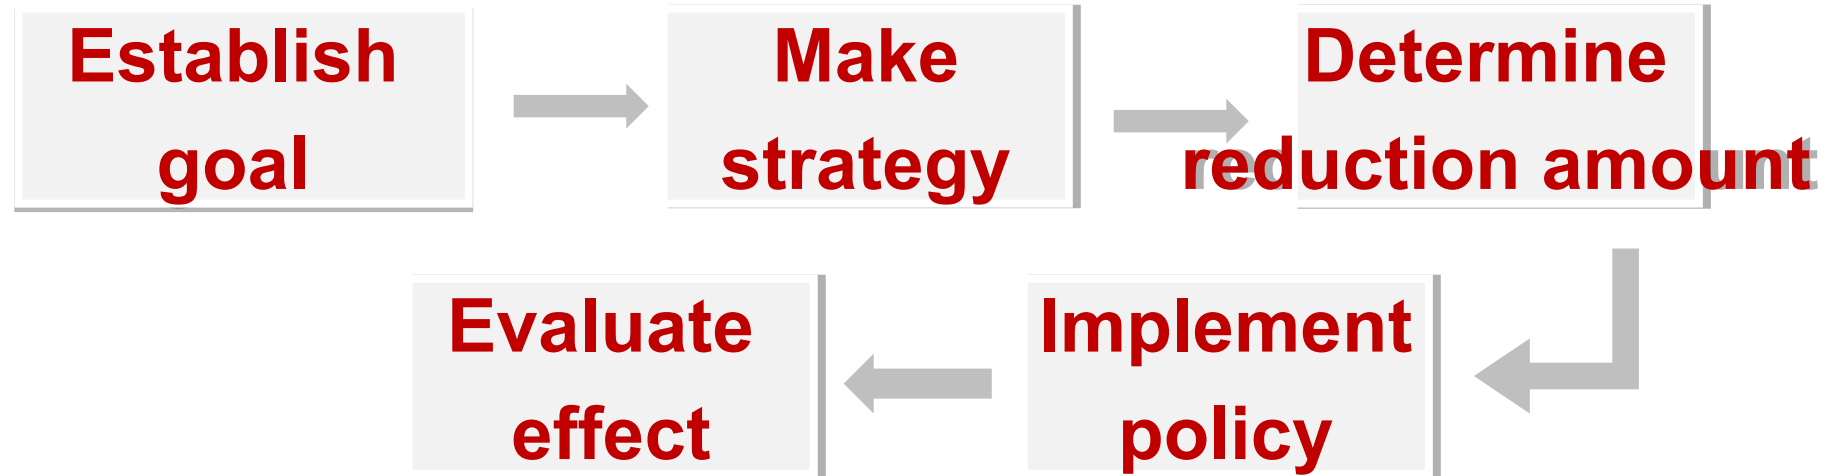 Establish
goal
Make
strategy
Determine
reduction amount
Implement
policy
Evaluate
effect